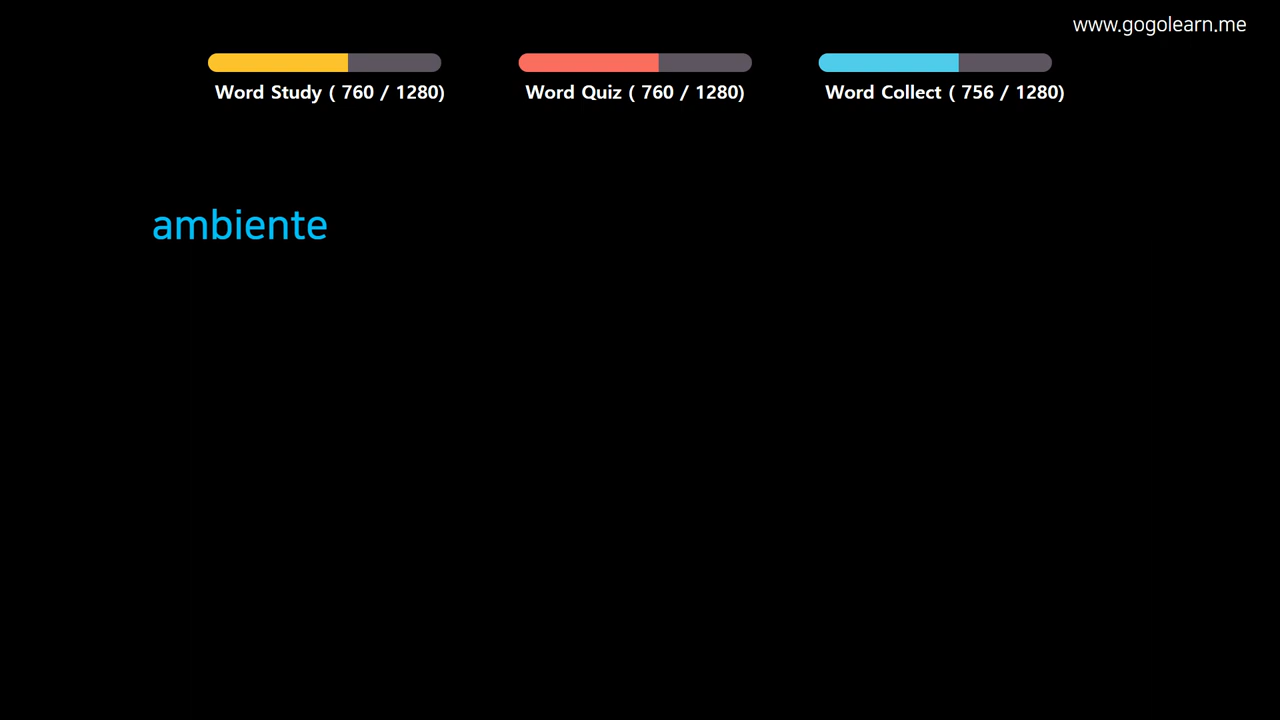 www.gogolearn.me
Word Study ( 760 / 1280)
Word Quiz ( 760 / 1280)
Word Collect ( 756 / 1280)
ambiente